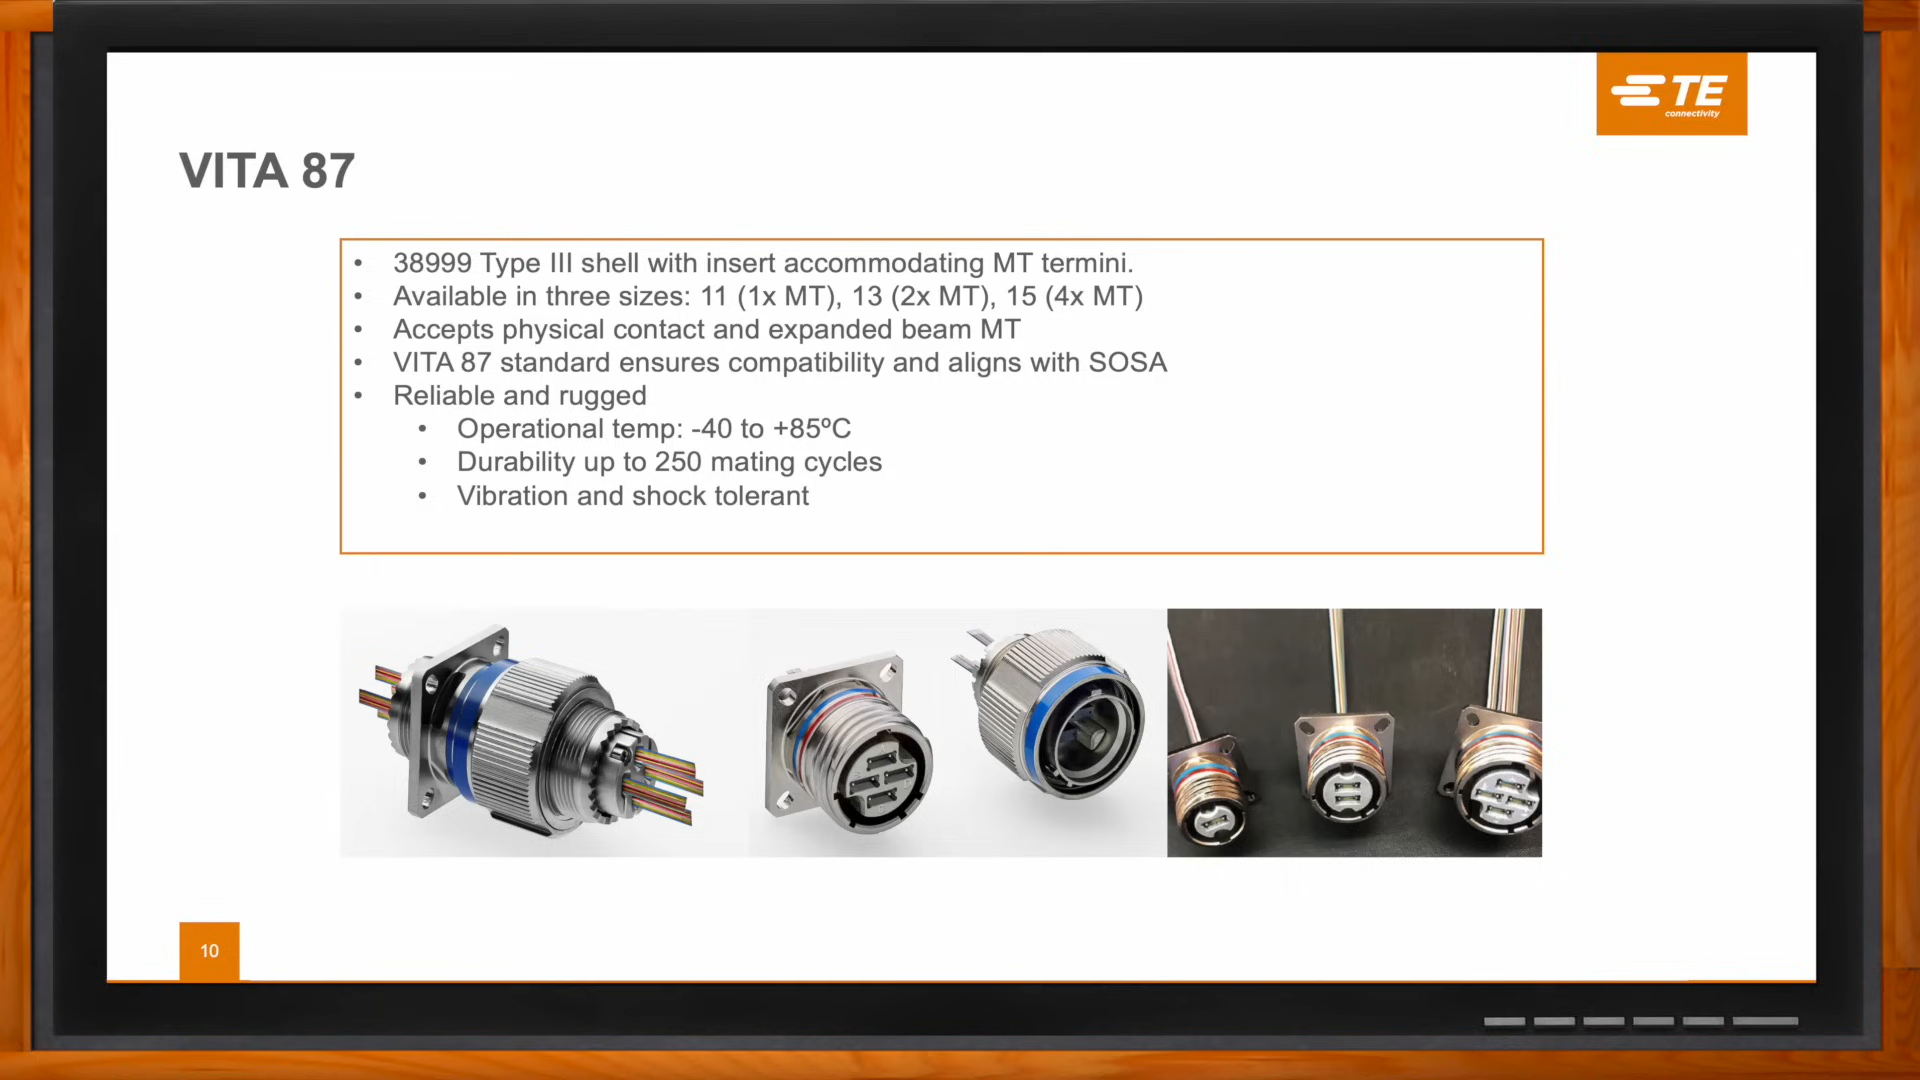 TE
connectivity
VITA 87
• 38999 Type III shell with insert accommodating MT termini.
• Available in three sizes: 11 (1x MT), 13 (2x MT), 15 (4x MT)
• Accepts physical contact and expanded beam MT
• VITA 87 standard ensures compatibility and aligns with SOSA
• Reliable and rugged
• Operational temp: -40 to +85ºC
• Durability up to 250 mating cycles
• Vibration and shock tolerant
10